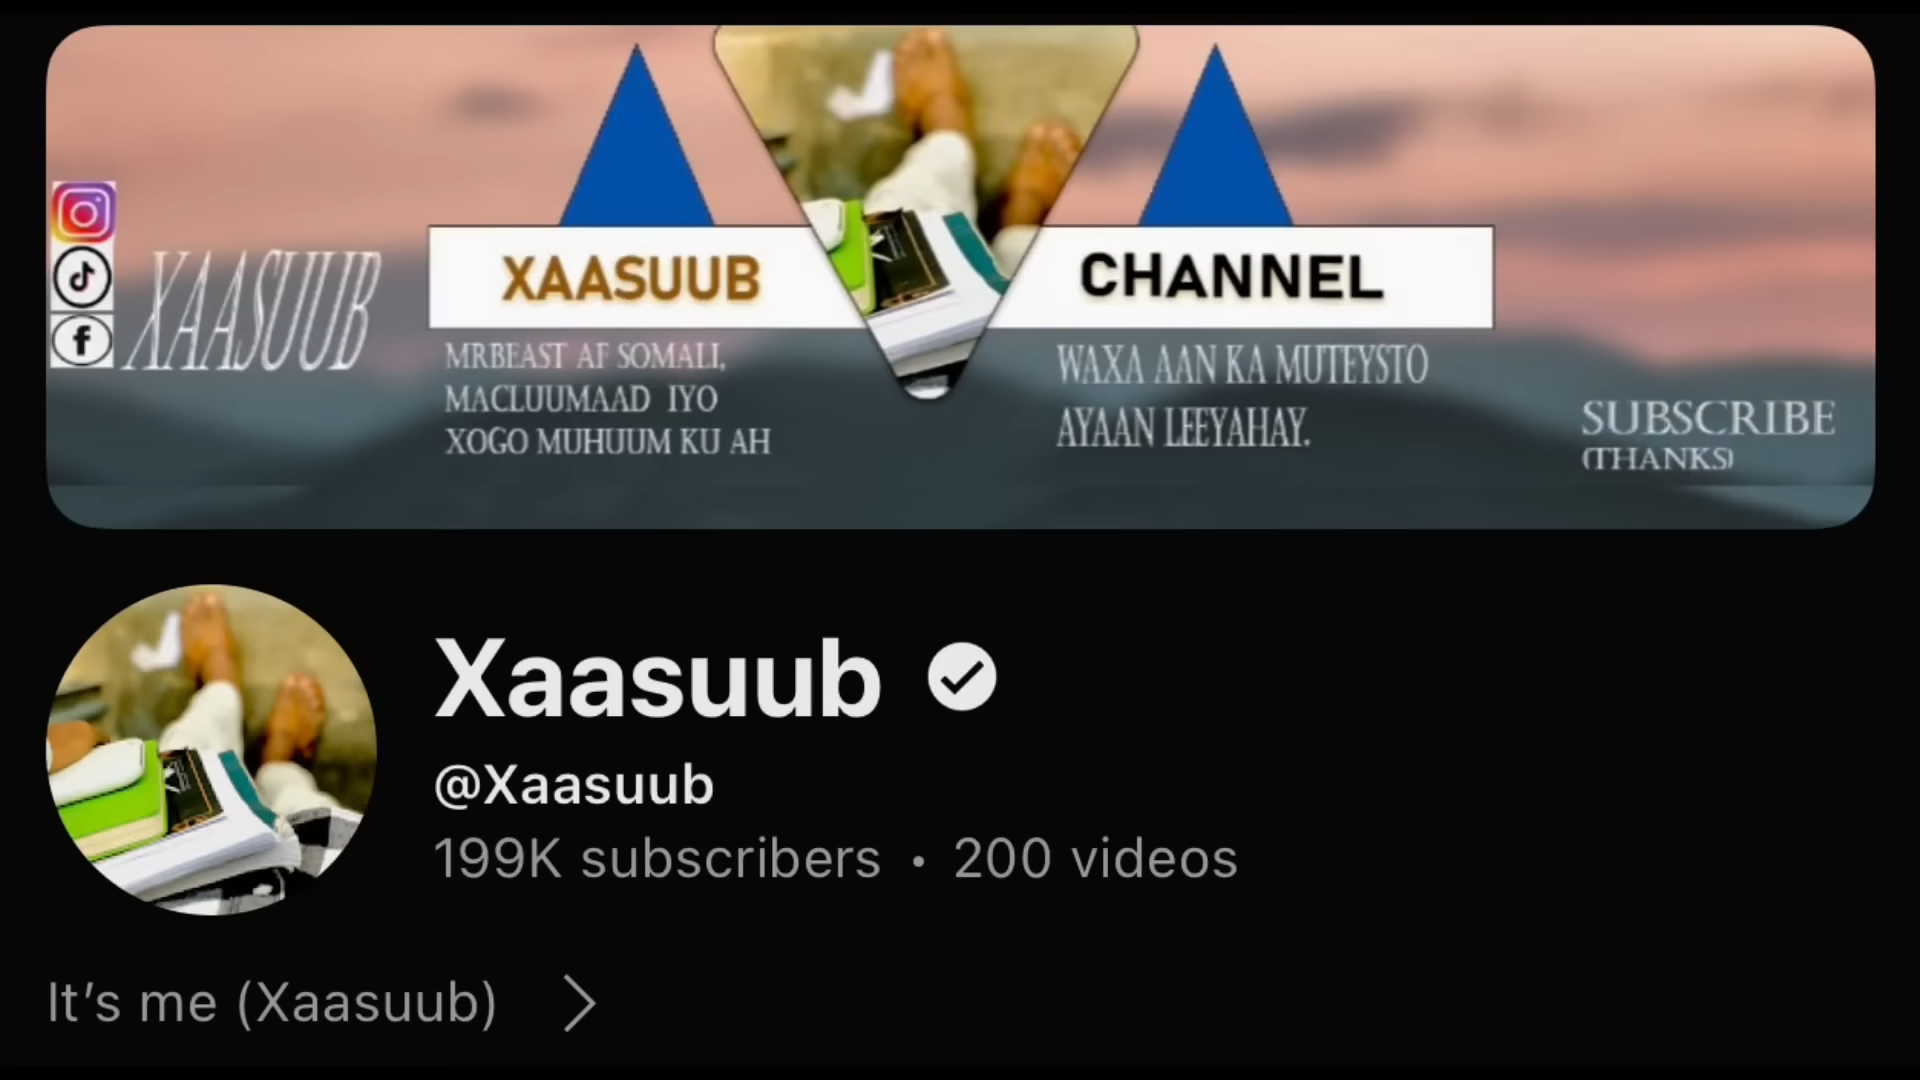 XAASUUB
XAASUUB
CHANNEL
MRBEAST AF SOMALI,
MACLUUMAAD IYO
XOGO MUHUUM KU AH
WAXA AAN KA MUTEYSTO
AYAAN LEEYAHAY.
SUBSCRIBE
(THANKS)
Xaasuub
@Xaasuub
199K subscribers • 200 videos
It's me (Xaasuub)